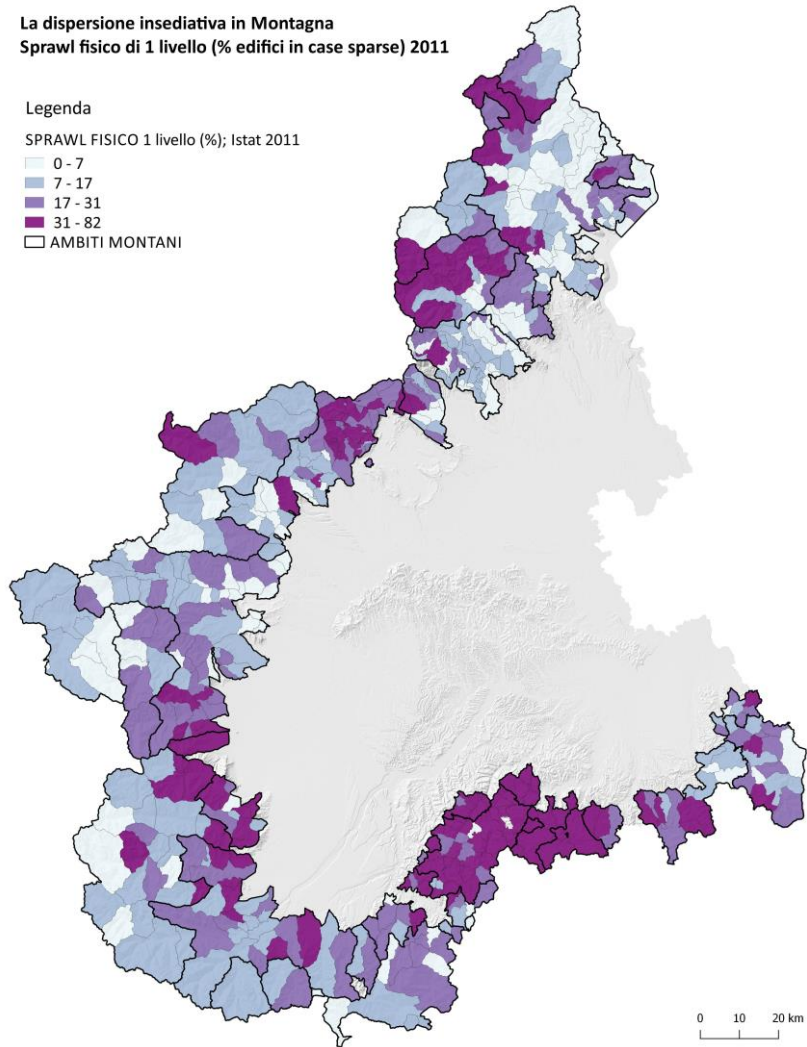 La dispersione insediativa in Montagna
Sprawl fisico di 1 livello (% edifici in case sparse) 2011
Legenda
SPRAWL FISICO 1 livello (%); Istat 2011
0 - 7
7 - 17
17 - 31
31 - 82
AMBITI MONTANI
0 10 20 km